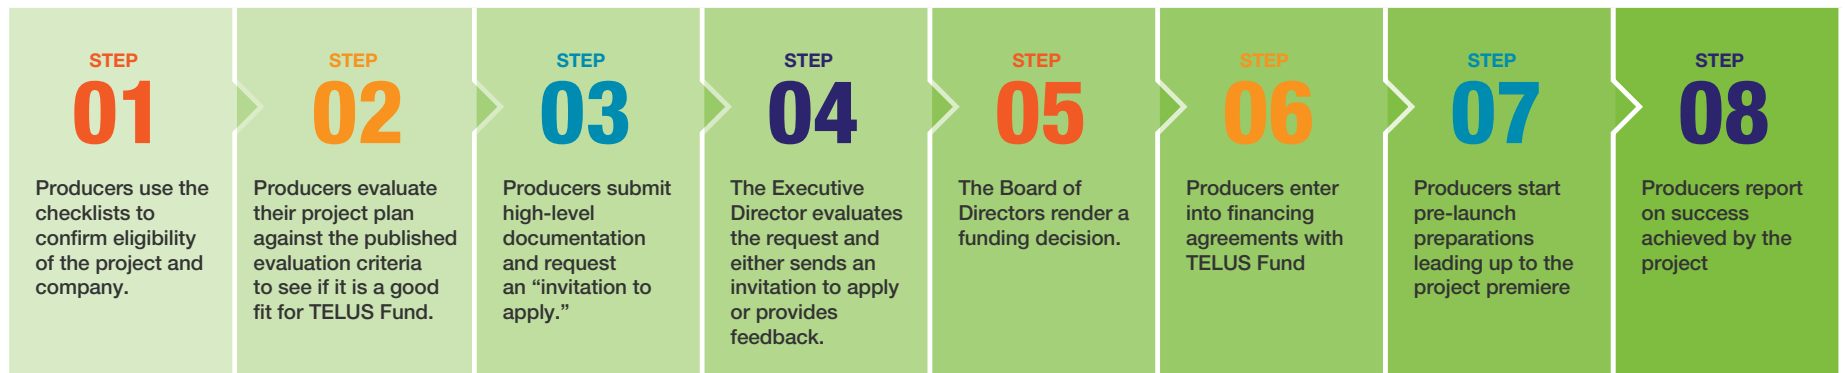 STEP
01
Producers use the
checklists to
confirm eligibility
of the project and
company.
STEP
02
Producers evaluate
their project plan
against the published
evaluation criteria
to see if it is a good
fit for TELUS Fund.
STEP
03
Producers submit
high-level
documentation
and request
an “invitation to
apply.”
STEP
04
The Executive
Director evaluates
the request and
either sends an
invitation to apply
or provides
feedback.
STEP
05
The Board of
Directors render a
funding decision.
STEP
06
Producers enter
into financing
agreements with
TELUS Fund
STEP
07
Producers start
pre-launch
preparations
leading up to the
project premiere
STEP
08
Producers report
on success
achieved by the
project